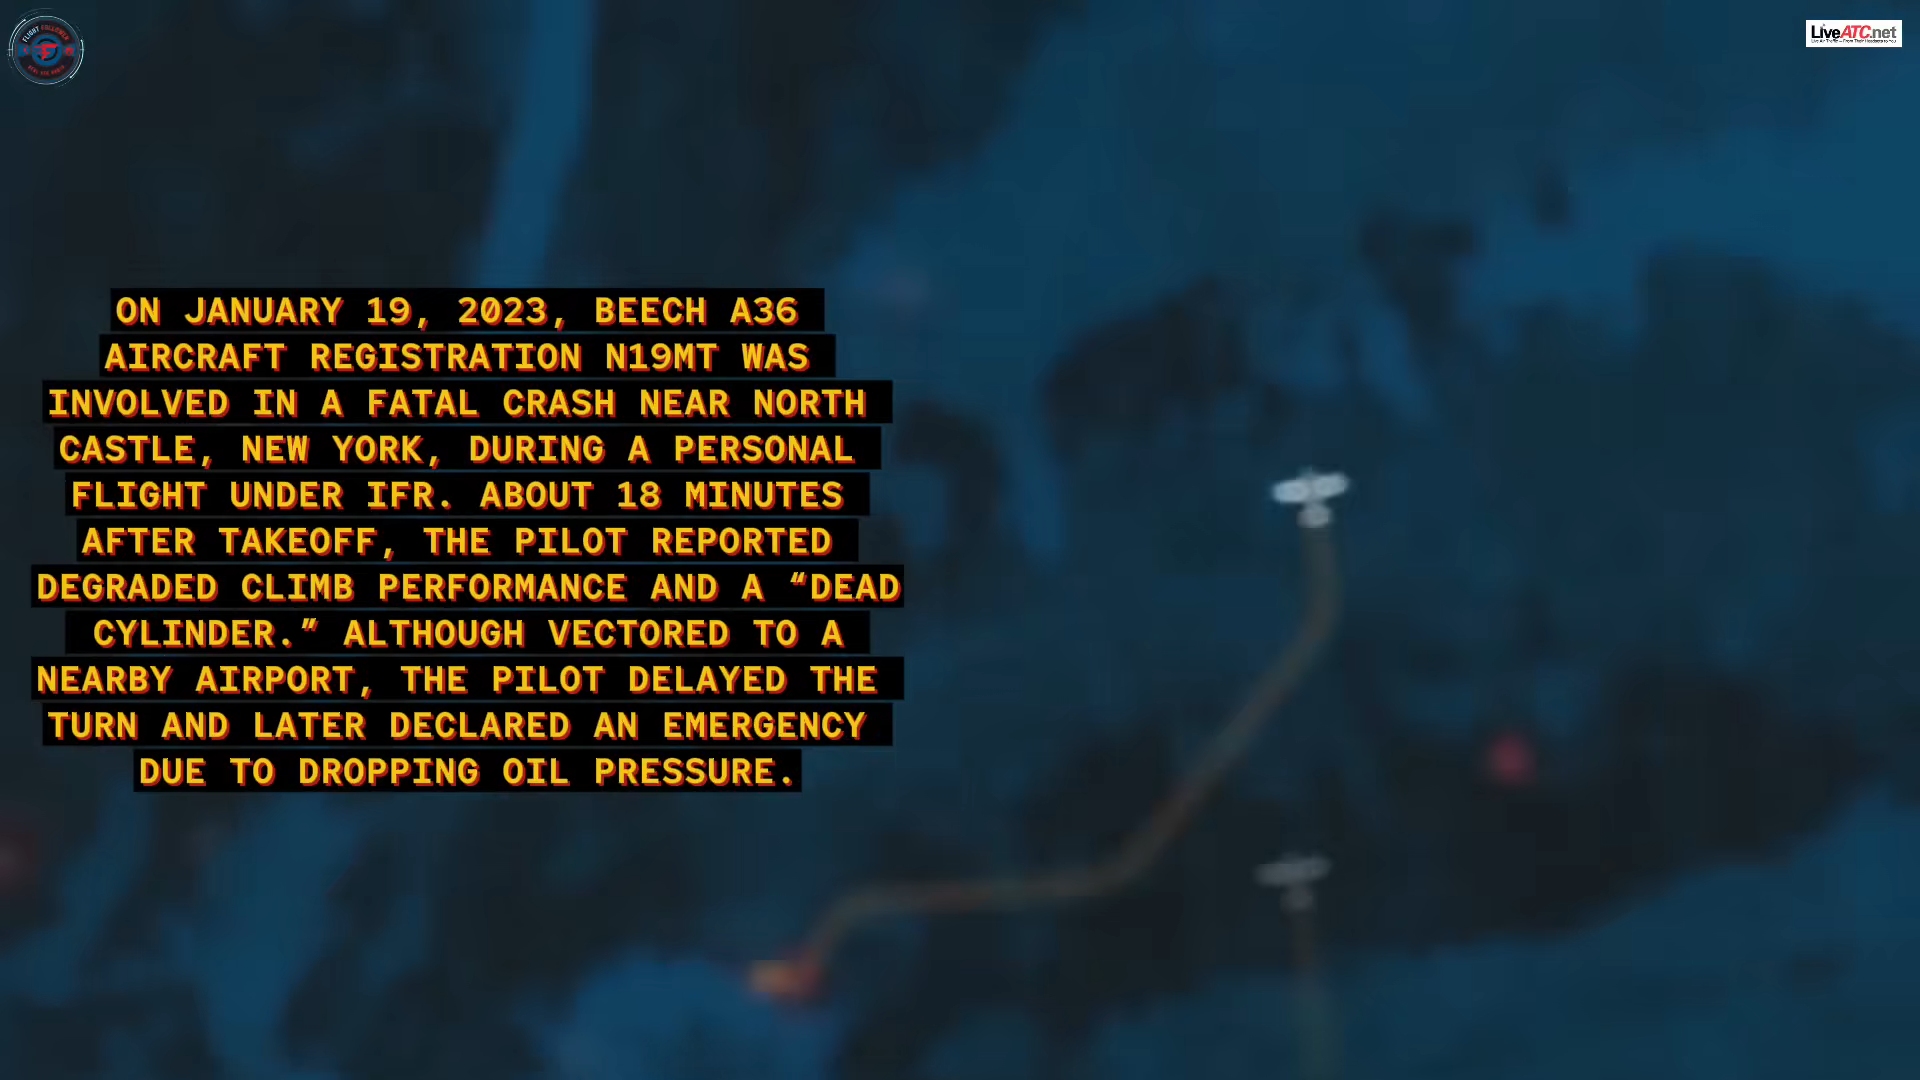 FLIGHT FOLLOWER
LiveATC.net
ON JANUARY 19, 2023, BEECH A36
AIRCRAFT REGISTRATION N19MT WAS
INVOLVED IN A FATAL CRASH NEAR NORTH
CASTLE, NEW YORK, DURING A PERSONAL
FLIGHT UNDER IFR. ABOUT 18 MINUTES
AFTER TAKEOFF, THE PILOT REPORTED
DEGRADED CLIMB PERFORMANCE AND A “DEAD
CYLINDER.” ALTHOUGH VECTORED TO A
NEARBY AIRPORT, THE PILOT DELAYED THE
TURN AND LATER DECLARED AN EMERGENCY
DUE TO DROPPING OIL PRESSURE.